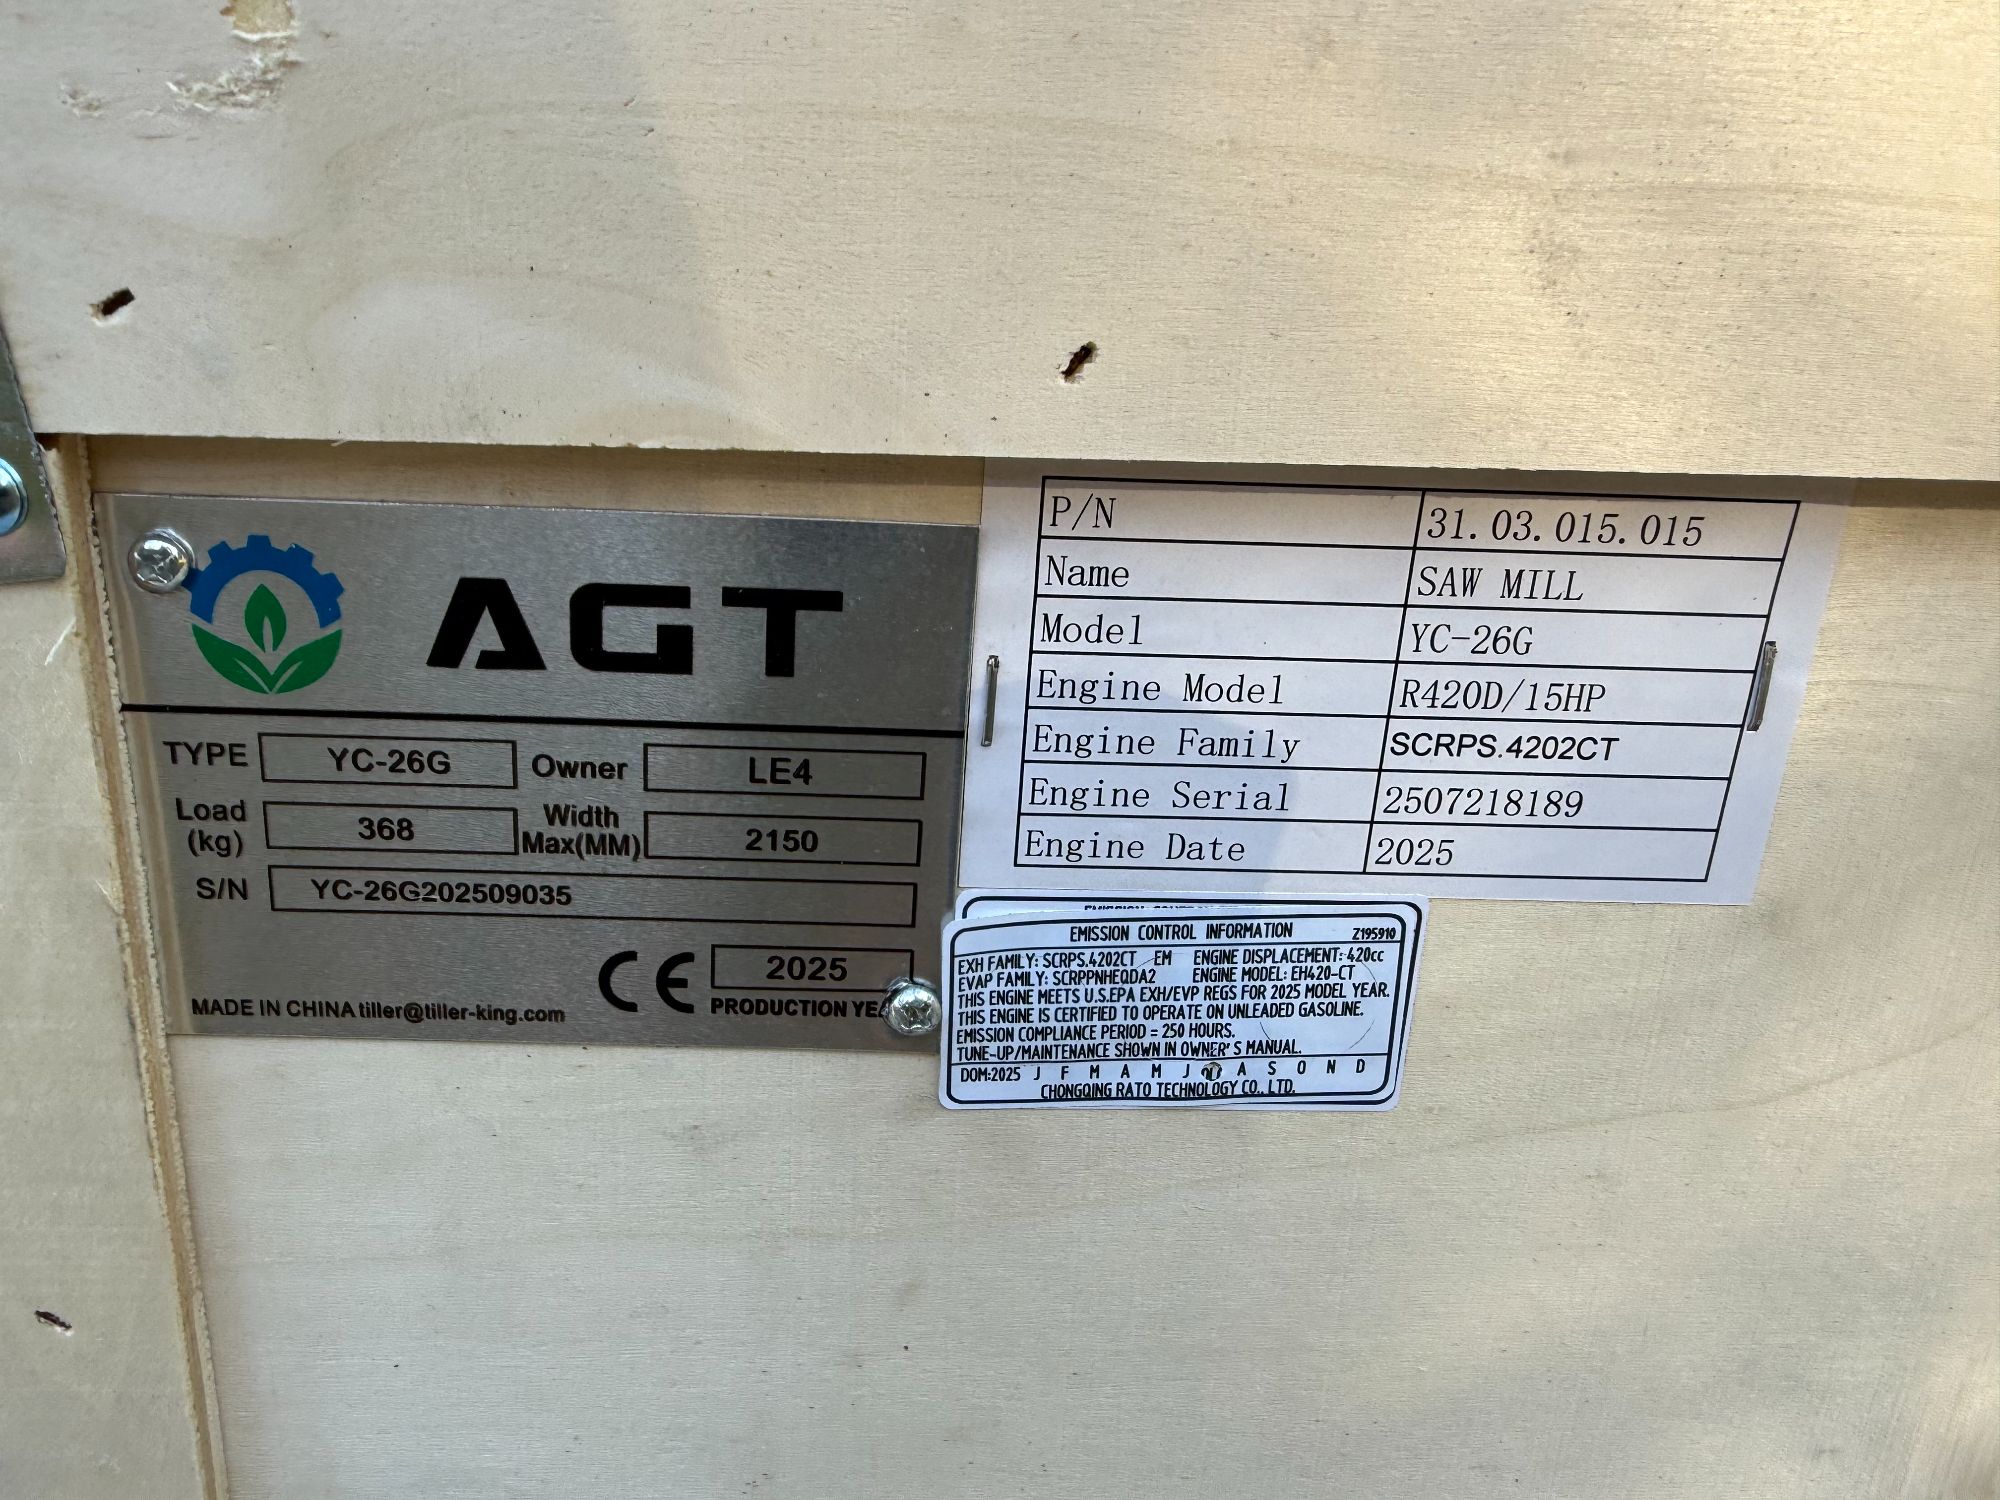 AGT
TYPE YC-26G Owner LE4
Load (kg) 368 Width Max(MM) 2150
S/N YC-26G202509035
CE 2025
MADE IN CHINA tiller@tiller-king.com PRODUCTION YEA
P/N 31.03.015.015
Name SAW MILL
Model YC-26G
Engine Model R420D/15HP
Engine Family SCRPS.4202CT
Engine Serial 2507218189
Engine Date 2025
EMISSION CONTROL INFORMATION Z195910
EXH FAMILY: SCRPS.4202CT EM ENGINE DISPLACEMENT: 420cc
EVAP FAMILY: SCRPPNHEQDA2 ENGINE MODEL: EH420-CT
THIS ENGINE MEETS U.S.EPA EXH/EVP REGS FOR 2025 MODEL YEAR.
THIS ENGINE IS CERTIFIED TO OPERATE ON UNLEADED GASOLINE.
EMISSION COMPLIANCE PERIOD = 250 HOURS.
TUNE-UP/MAINTENANCE SHOWN IN OWNER'S MANUAL.
DOM:2025 J F M A M J A S O N D
CHONGQING RATO TECHNOLOGY CO., LTD.